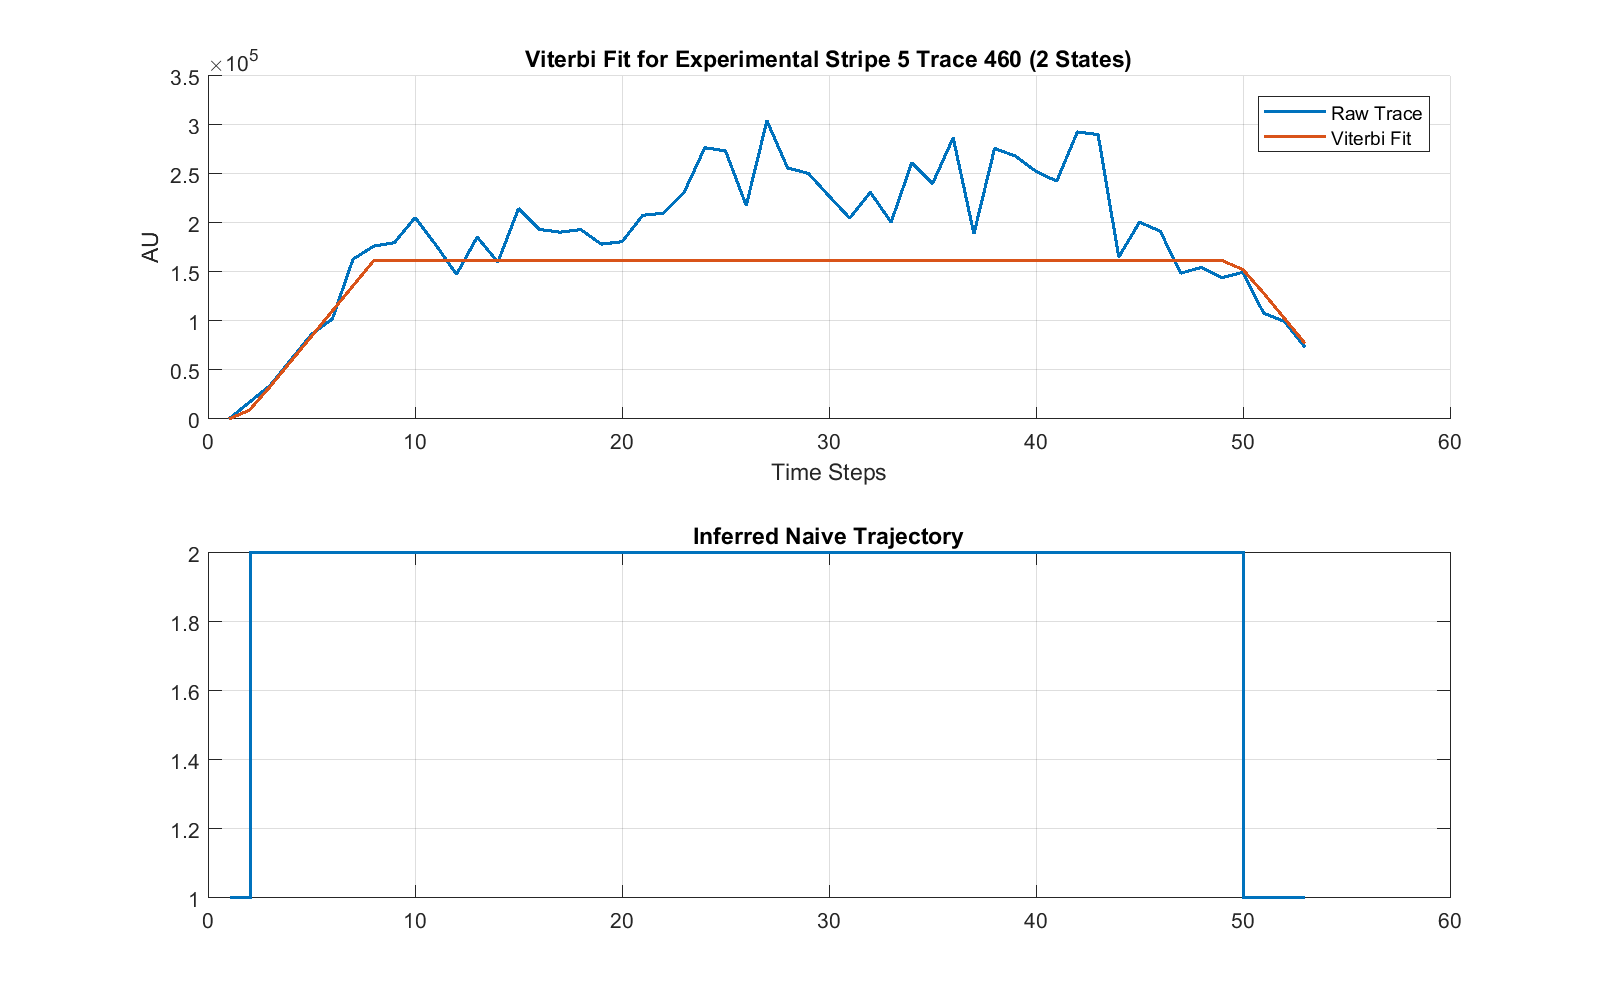 Viterbi Fit for Experimental Stripe 5 Trace 460 (2 States)
×10^5
3.5
3
2.5
2
1.5
1
0.5
0
AU
Raw Trace
Viterbi Fit
0 10 20 30 40 50 60
Time Steps
Inferred Naive Trajectory
2
1.8
1.6
1.4
1.2
1
0 10 20 30 40 50 60